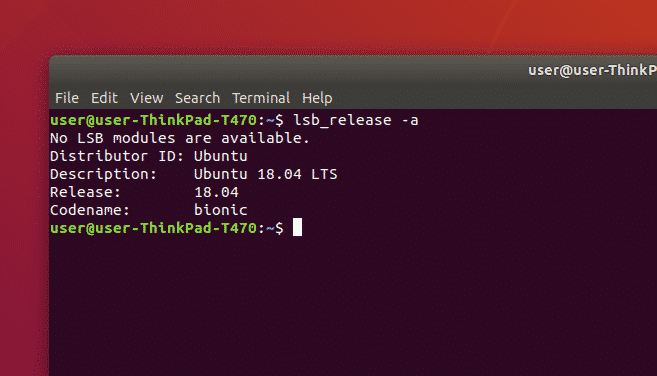 user@user-ThinkP
File Edit View Search Terminal Help
user@user-ThinkPad-T470:~$ lsb_release -a
No LSB modules are available.
Distributor ID: Ubuntu
Description:    Ubuntu 18.04 LTS
Release:        18.04
Codename:       bionic
user@user-ThinkPad-T470:~$